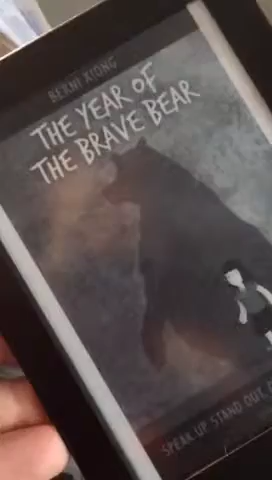 BERNI XIONG
THE YEAR OF
THE BRAVE BEAR
SPEAK UP. STAND OUT.